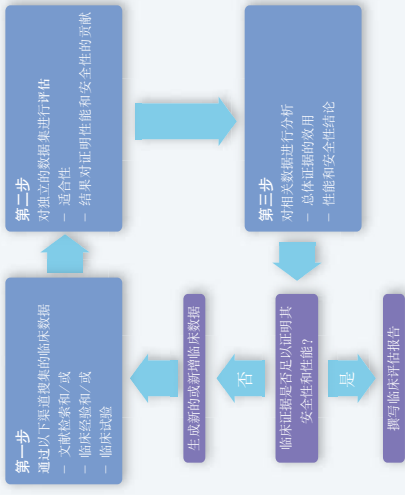 第一步
通过以下渠道搜集的临床数据
– 文献检索和/或
– 临床经验和/或
– 临床试验
第二步
对独立的数据集进行评估
– 适合性
– 结果对证明性能和安全性的贡献
第三步
对相关数据进行分析
– 总体证据的效用
– 性能和安全性结论
生成新的或新增临床数据
否
临床证据是否足以证明其
安全性和性能?
是
撰写临床评估报告